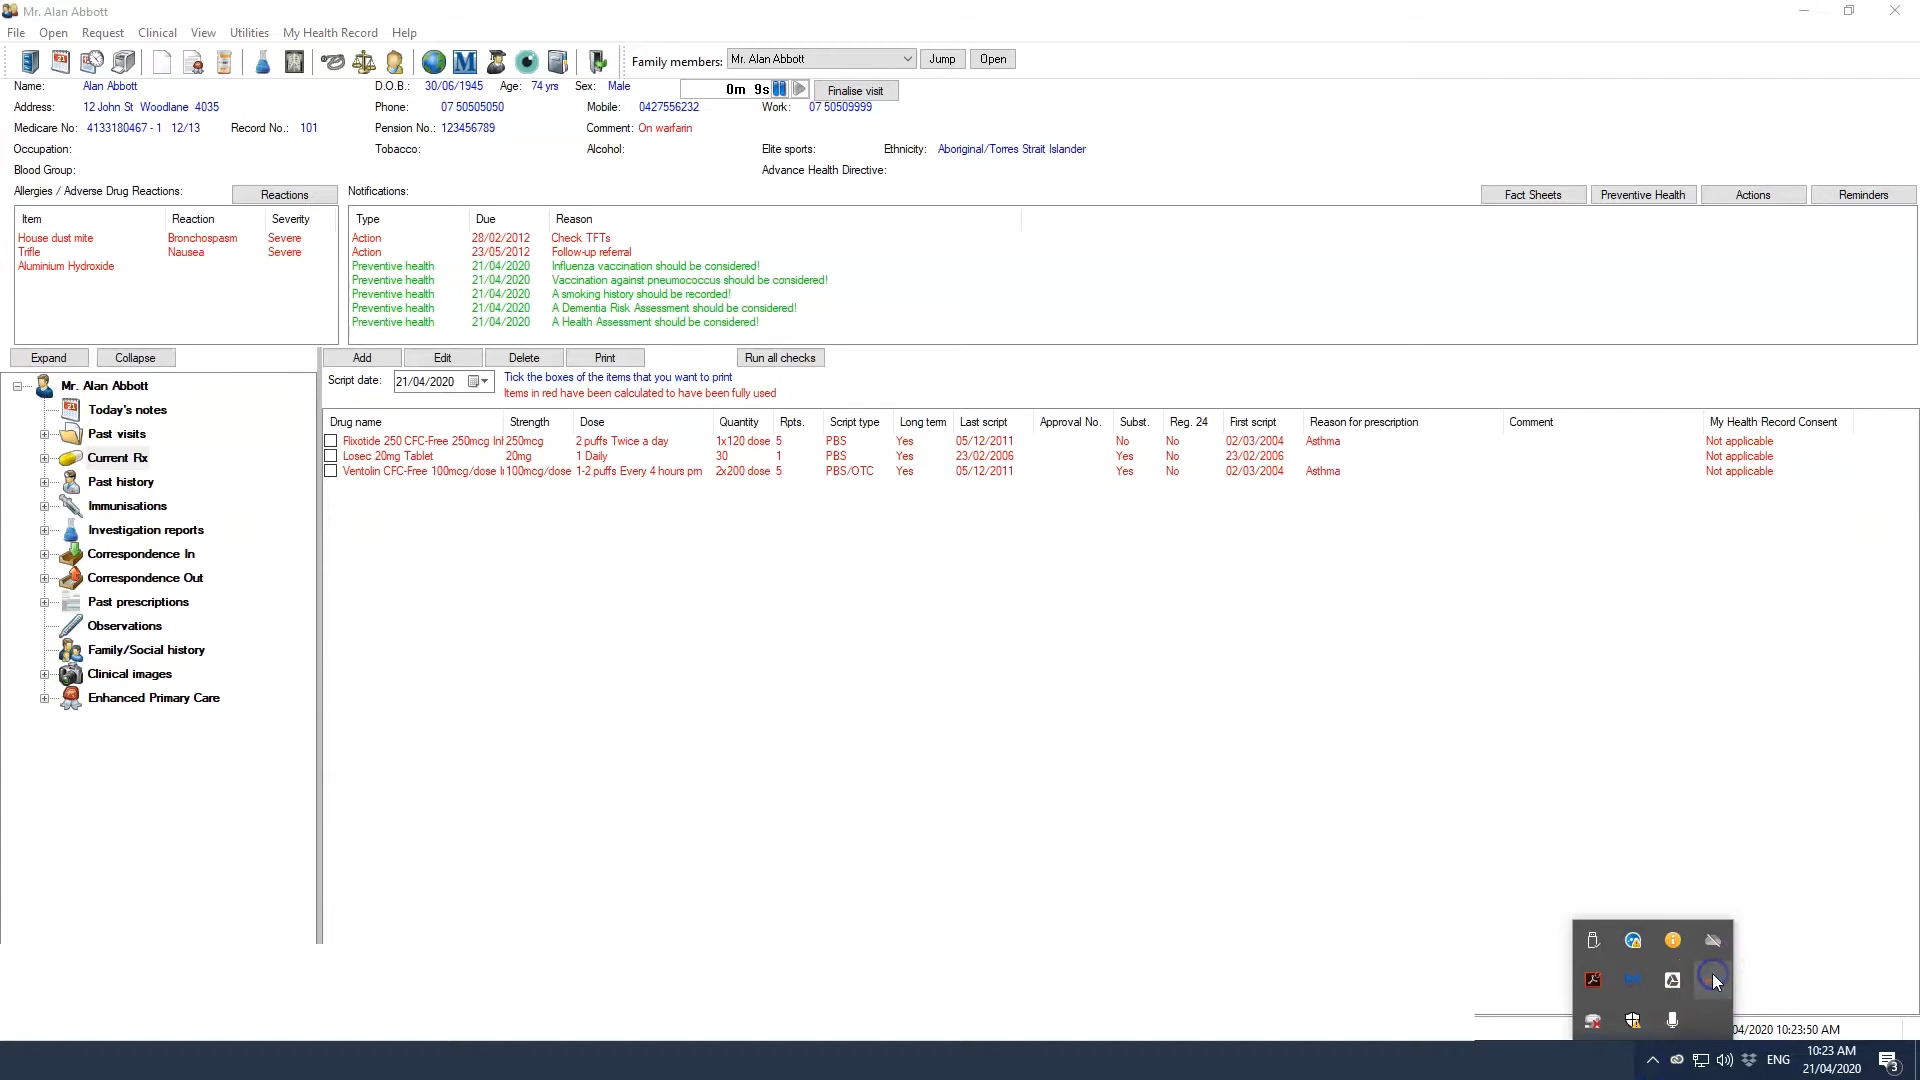 Mr. Alan Abbott
File Open Request Clinical View Utilities My Health Record Help
Family members: Mr. Alan Abbott Jump Open
Name: Alan Abbott D.O.B.: 30/06/1945 Age: 74 yrs Sex: Male 0m 9s Finalise visit
Address: 12 John St Woodlane 4035 Phone: 07 50505050 Mobile: 0427556232 Work: 07 50509999
Medicare No: 4133180467 - 1 12/13 Record No.: 101 Pension No.: 123456789 Comment: On warfarin
Occupation: Tobacco: Alcohol: Elite sports: Ethnicity: Aboriginal/Torres Strait Islander
Blood Group: Advance Health Directive:
Allergies / Adverse Drug Reactions: Reactions Notifications: Fact Sheets Preventive Health Actions Reminders
Item Reaction Severity Type Due Reason
House dust mite Bronchospasm Severe Action 28/02/2012 Check TFTs
Trifle Nausea Severe Action 23/05/2012 Follow-up referral
Aluminium Hydroxide Preventive health 21/04/2020 Influenza vaccination should be considered!
Preventive health 21/04/2020 Vaccination against pneumococcus should be considered!
Preventive health 21/04/2020 A smoking history should be recorded!
Preventive health 21/04/2020 A Dementia Risk Assessment should be considered!
Preventive health 21/04/2020 A Health Assessment should be considered!
Expand Collapse Add Edit Delete Print Run all checks
Script date: 21/04/2020 Tick the boxes of the items that you want to print
Items in red have been calculated to have been fully used
Mr. Alan Abbott
Today's notes
Past visits
Current Rx
Past history
Immunisations
Investigation reports
Correspondence In
Correspondence Out
Past prescriptions
Observations
Family/Social history
Clinical images
Enhanced Primary Care
Drug name Strength Dose Quantity Rpts. Script type Long term Last script Approval No. Subst. Reg. 24 First script Reason for prescription Comment My Health Record Consent
Flixotide 250 CFC-Free 250mcg Inl 250mcg 2 puffs Twice a day 1x120 dose 5 PBS Yes 05/12/2011 No No 02/03/2004 Asthma Not applicable
Losec 20mg Tablet 20mg 1 Daily 30 1 PBS Yes 23/02/2006 Yes No 23/02/2006 Not applicable
Ventolin CFC-Free 100mcg/dose I 100mcg/dose 1-2 puffs Every 4 hours prn 2x200 dose 5 PBS/OTC Yes 05/12/2011 Yes No 02/03/2004 Asthma Not applicable
04/2020 10:23:50 AM
ENG 10:23 AM
21/04/2020 3